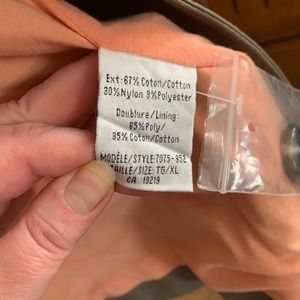 Ext:67% Coton/Cotton
30%Nylon 3%Polyester
Doublure/Lining:
65%Poly/
35% Coton/Cotton
MODÈLE/STYLE:7075-352
TAILLE/SIZE: TG/XL
CA 19219